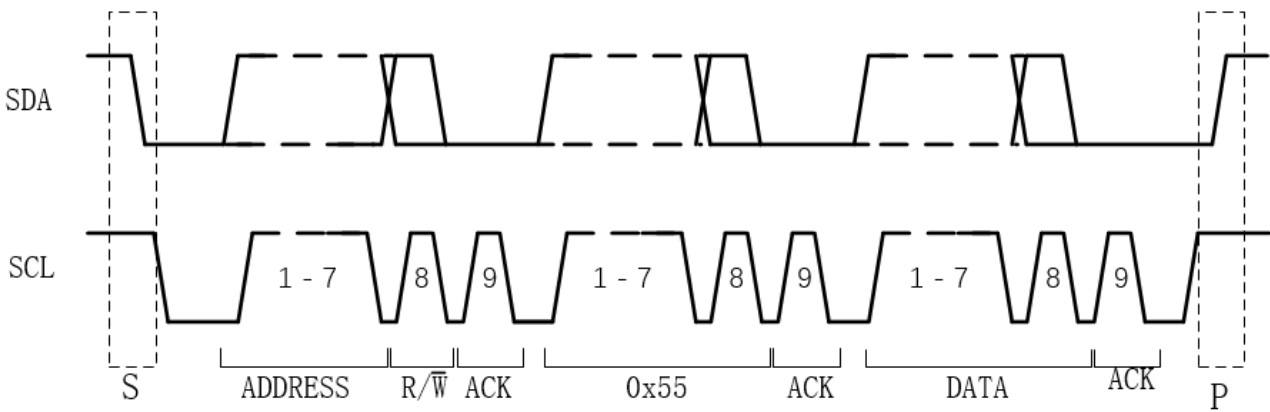 SDA
SCL
1 - 7 8 9 1 - 7 8 9 1 - 7 8 9
S ADDRESS R/W̅ ACK 0x55 ACK DATA ACK P